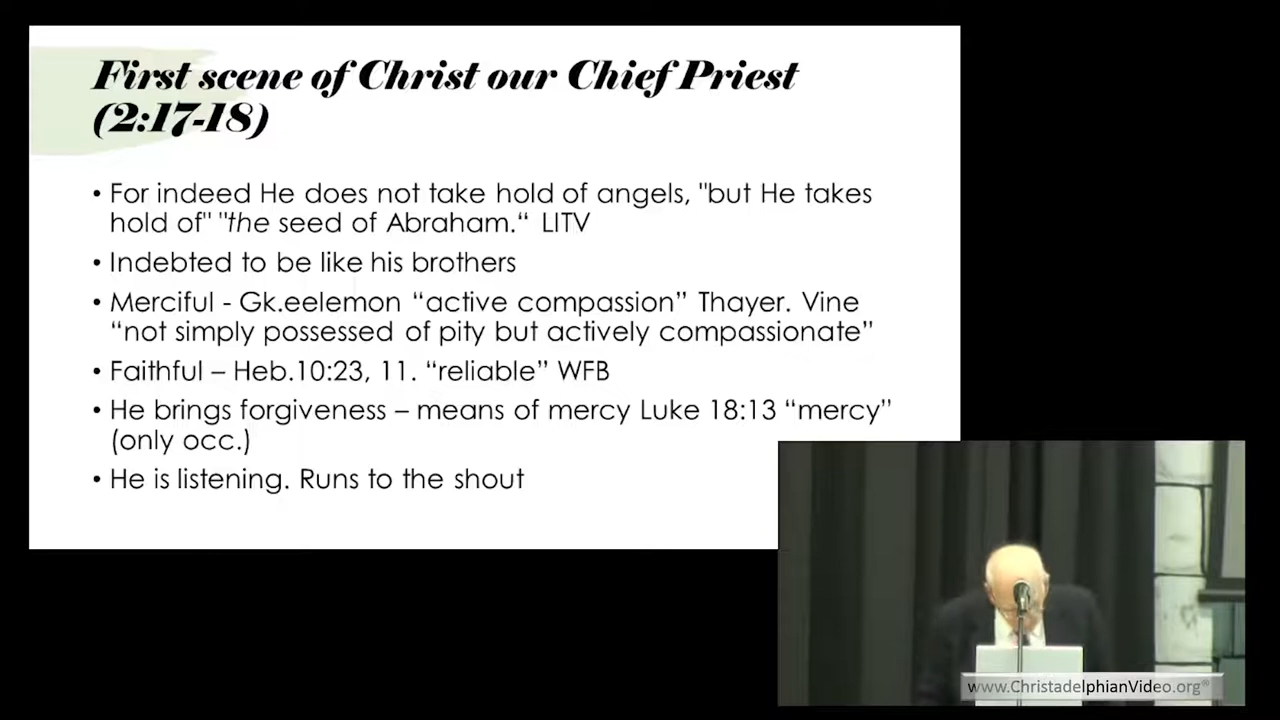 First scene of Christ our Chief Priest
(2:17-18)
• For indeed He does not take hold of angels, "but He takes
hold of" "the seed of Abraham.“ LITV
• Indebted to be like his brothers
• Merciful - Gk.eelemon “active compassion” Thayer. Vine
“not simply possessed of pity but actively compassionate”
• Faithful – Heb.10:23, 11. “reliable” WFB
• He brings forgiveness – means of mercy Luke 18:13 “mercy”
(only occ.)
• He is listening. Runs to the shout
www.ChristadelphianVideo.org®